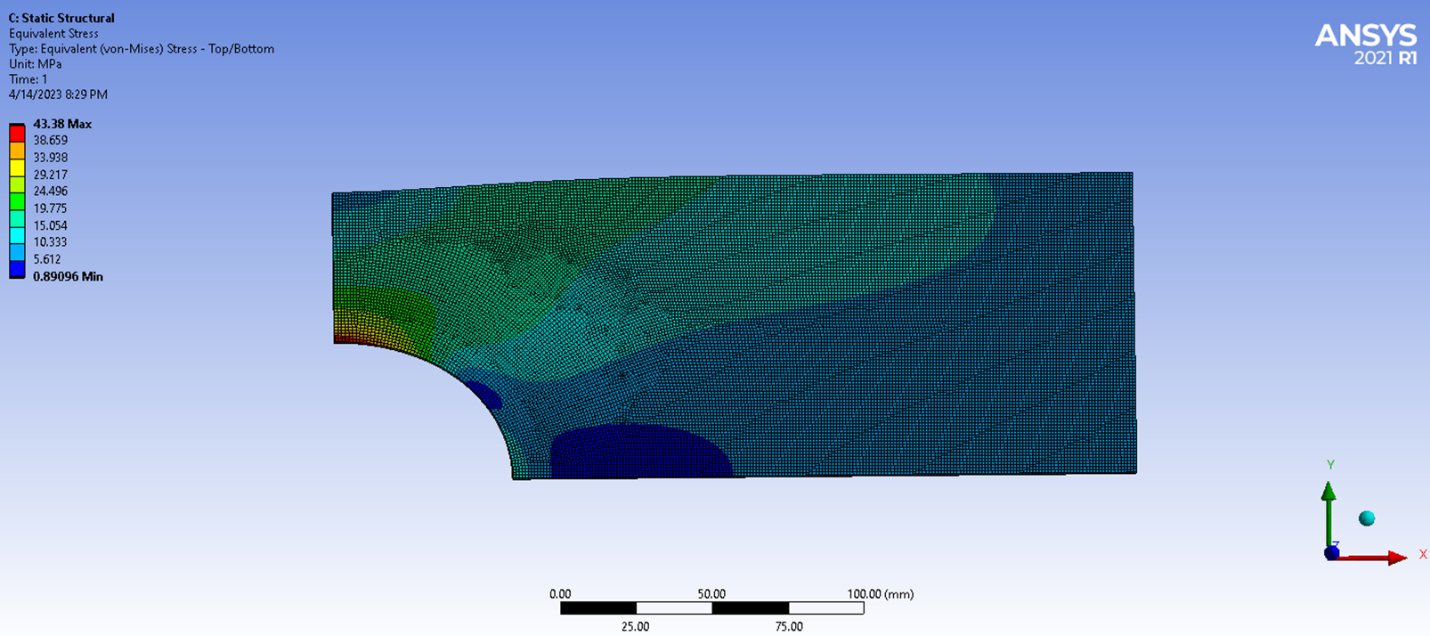 C: Static Structural
Equivalent Stress
Type: Equivalent (von-Mises) Stress - Top/Bottom
Unit: MPa
Time: 1
4/14/2023 8:29 PM
43.38 Max
38.659
33.938
29.217
24.496
19.775
15.054
10.333
5.612
0.89096 Min
ANSYS
2021 R1
Y
Z
X
0.00 50.00 100.00 (mm)
25.00 75.00